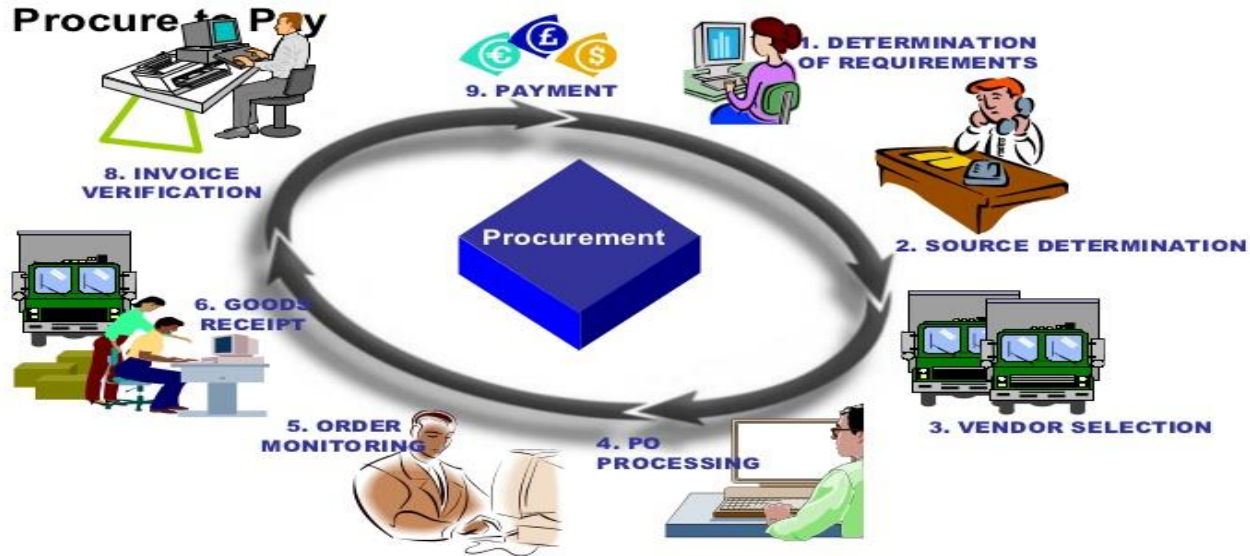 Procure to Pay
9. PAYMENT
1. DETERMINATION
OF REQUIREMENTS
8. INVOICE
VERIFICATION
Procurement
2. SOURCE DETERMINATION
6. GOODS
RECEIPT
3. VENDOR SELECTION
5. ORDER
MONITORING
4. PO
PROCESSING